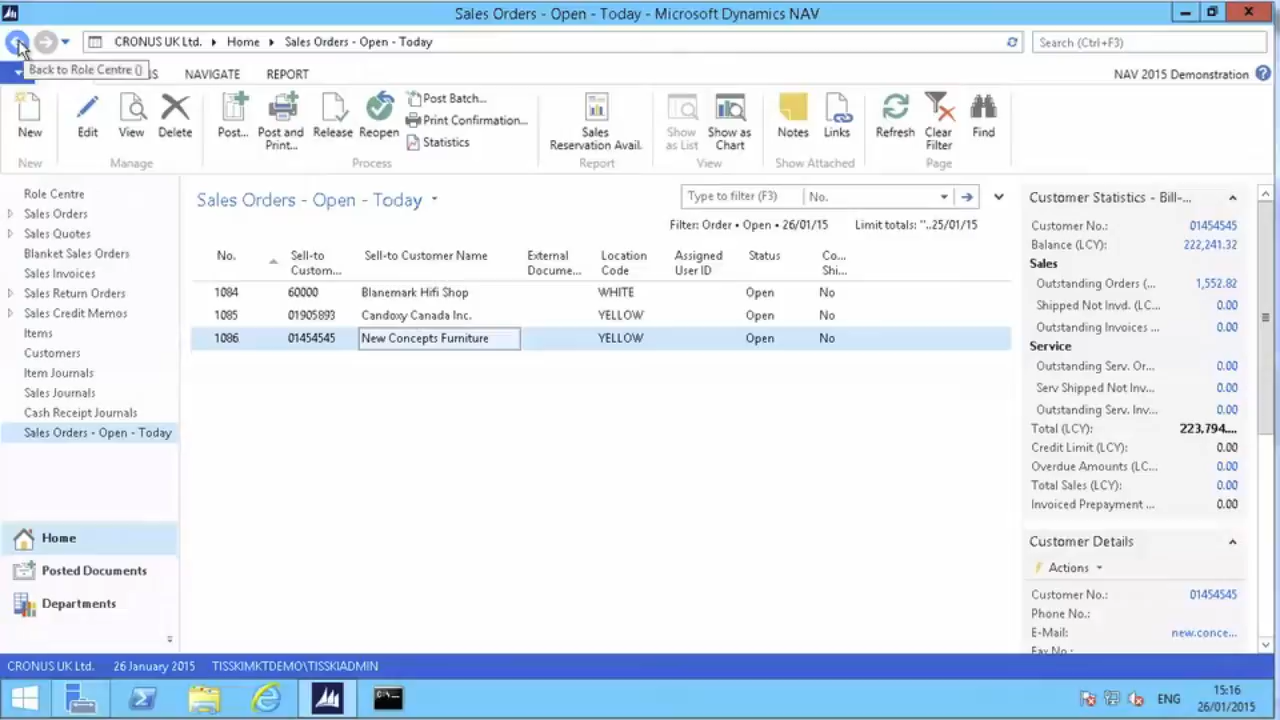 Sales Orders - Open - Today - Microsoft Dynamics NAV
CRONUS UK Ltd. Home Sales Orders - Open - Today
Search (Ctrl+F3)
Back to Role Centre ()
NAVIGATE REPORT
NAV 2015 Demonstration
New
Edit
View
Delete
Post...
Post and Print...
Release
Reopen
Post Batch...
Print Confirmation...
Statistics
Sales Reservation Avail.
Show as List
Show as Chart
Notes
Links
Refresh
Clear Filter
Find
New Manage Process Report View Show Attached Page
Role Centre
Sales Orders
Sales Quotes
Blanket Sales Orders
Sales Invoices
Sales Return Orders
Sales Credit Memos
Items
Customers
Item Journals
Sales Journals
Cash Receipt Journals
Sales Orders - Open - Today
Home
Posted Documents
Departments
Sales Orders - Open - Today
Type to filter (F3) No.
Filter: Order • Open • 26/01/15 Limit totals: ''..25/01/15
No. Sell-to Custom... Sell-to Customer Name External Docume... Location Code Assigned User ID Status Co... Shi...
1084 60000 Blanemark Hifi Shop WHITE Open No
1085 01905893 Candoxy Canada Inc. YELLOW Open No
1086 01454545 New Concepts Furniture YELLOW Open No
Customer Statistics - Bill-...
Customer No.: 01454545
Balance (LCY): 222,241.32
Sales
Outstanding Orders (... 1,552.82
Shipped Not Invd. (LC... 0.00
Outstanding Invoices ... 0.00
Service
Outstanding Serv. Or... 0.00
Serv Shipped Not Inv... 0.00
Outstanding Serv. Inv... 0.00
Total (LCY): 223,794....
Credit Limit (LCY): 0.00
Overdue Amounts (LC... 0.00
Total Sales (LCY): 0.00
Invoiced Prepayment ... 0.00
Customer Details
Actions
Customer No.: 01454545
Phone No.:
E-Mail: new.conce...
Fax No.:
CRONUS UK Ltd. 26 January 2015 TISSKIMKTDEMO\TISSKIADMIN
ENG
15:16
26/01/2015